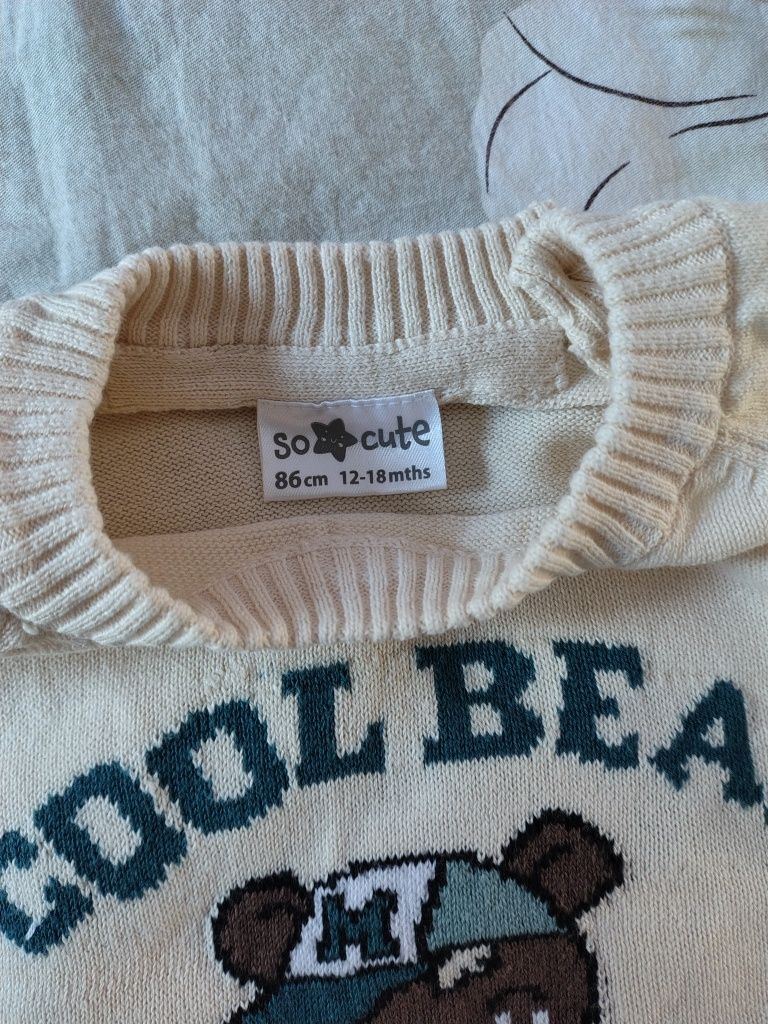 so cute
86cm 12-18mths
COOL BEA
M